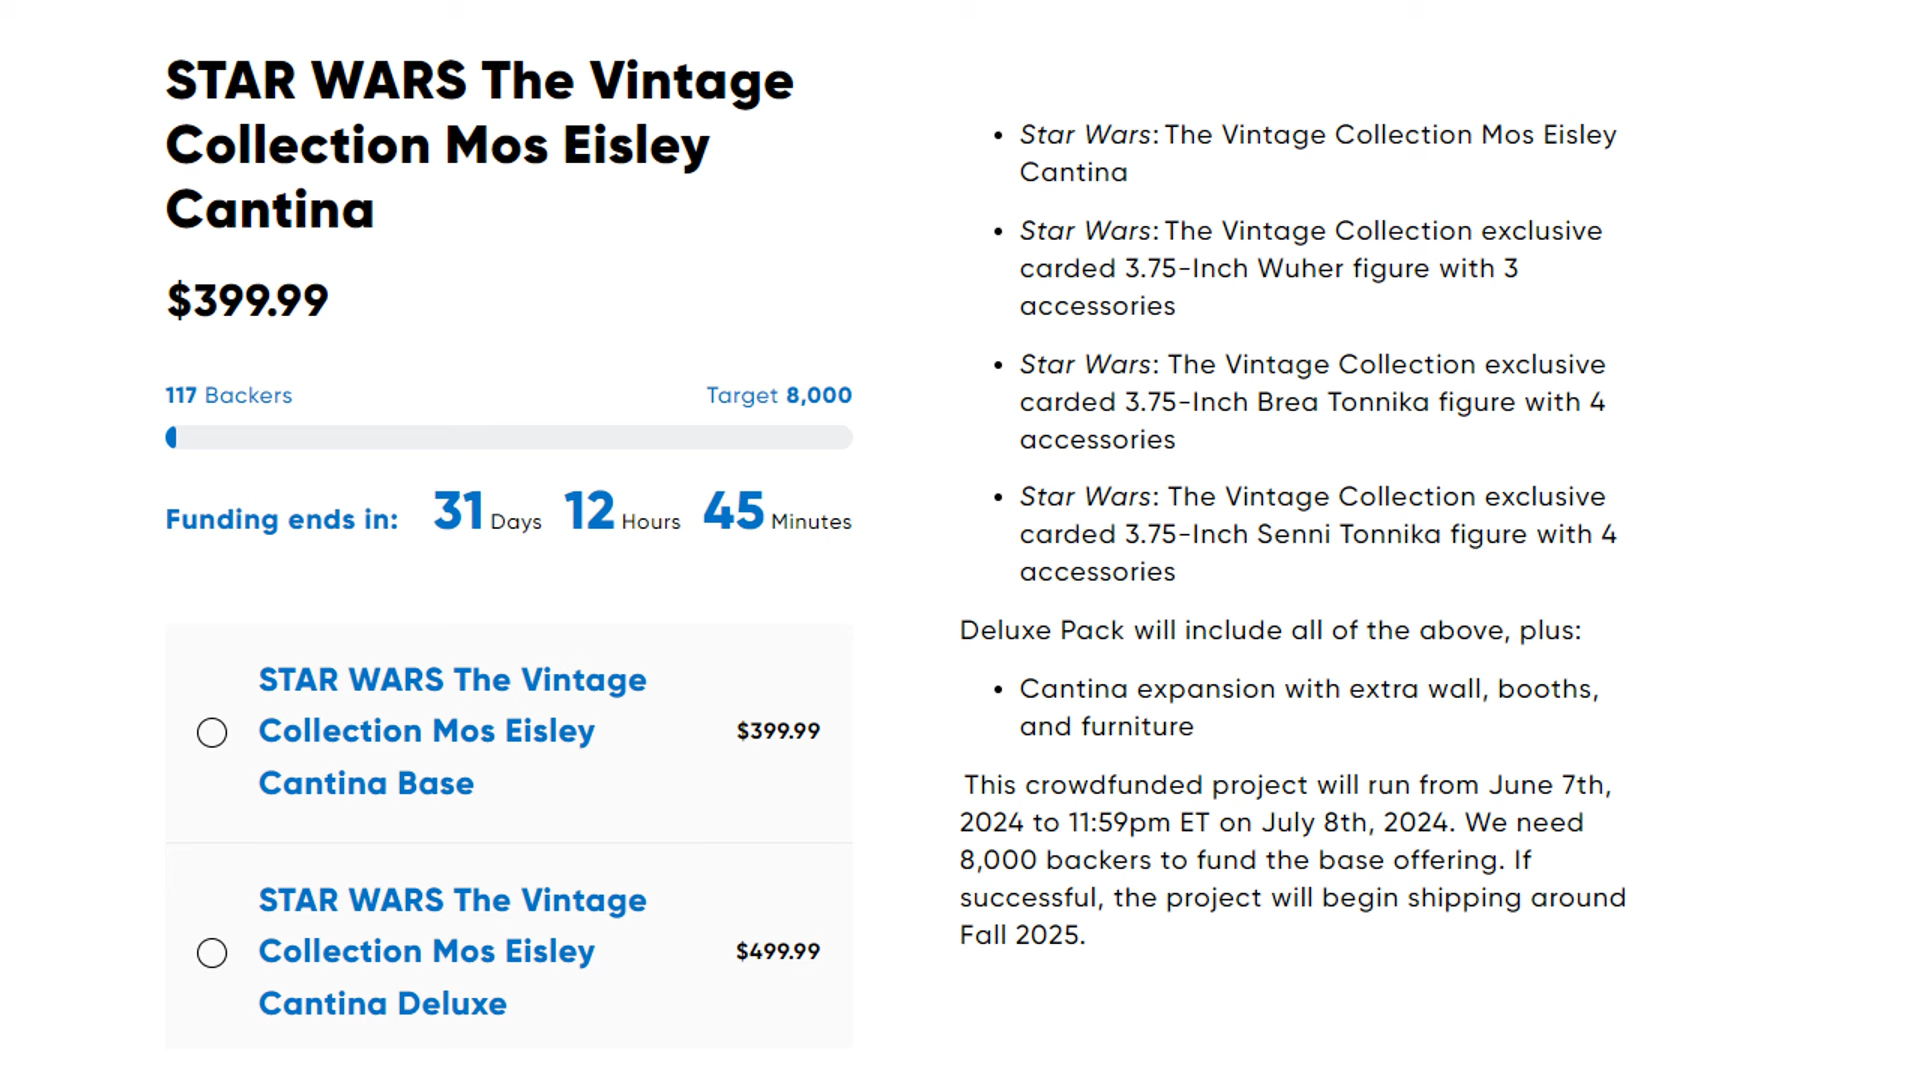 STAR WARS The Vintage
Collection Mos Eisley
Cantina
$399.99
117 Backers
Target 8,000
Funding ends in: 31 Days 12 Hours 45 Minutes
STAR WARS The Vintage
Collection Mos Eisley
Cantina Base
$399.99
STAR WARS The Vintage
Collection Mos Eisley
Cantina Deluxe
$499.99
• Star Wars: The Vintage Collection Mos Eisley
Cantina
• Star Wars: The Vintage Collection exclusive
carded 3.75-Inch Wuher figure with 3
accessories
• Star Wars: The Vintage Collection exclusive
carded 3.75-Inch Brea Tonnika figure with 4
accessories
• Star Wars: The Vintage Collection exclusive
carded 3.75-Inch Senni Tonnika figure with 4
accessories
Deluxe Pack will include all of the above, plus:
• Cantina expansion with extra wall, booths,
and furniture
This crowdfunded project will run from June 7th,
2024 to 11:59pm ET on July 8th, 2024. We need
8,000 backers to fund the base offering. If
successful, the project will begin shipping around
Fall 2025.